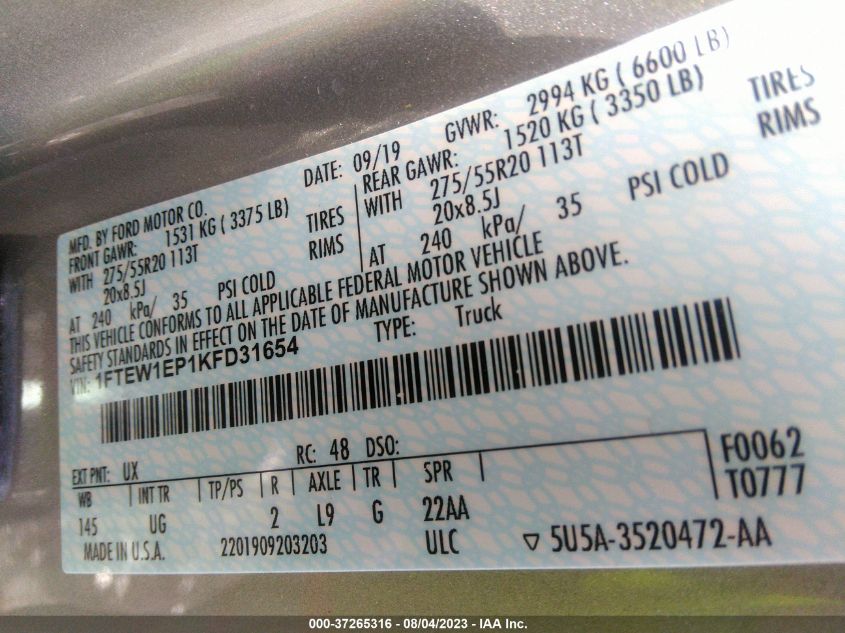 MFD. BY FORD MOTOR CO. DATE: 09/19 GVWR: 2994 KG ( 6600 LB)
FRONT GAWR: 1531 KG ( 3375 LB) REAR GAWR: 1520 KG ( 3350 LB)
WITH 275/55R20 113T TIRES WITH 275/55R20 113T TIRES
20x8.5J RIMS 20x8.5J RIMS
AT 240 kPa/ 35 PSI COLD AT 240 kPa/ 35 PSI COLD
THIS VEHICLE CONFORMS TO ALL APPLICABLE FEDERAL MOTOR VEHICLE
SAFETY STANDARDS IN EFFECT ON THE DATE OF MANUFACTURE SHOWN ABOVE.
VIN: 1FTEW1EP1KFD31654 TYPE: Truck
EXT PNT: UX RC: 48 DSO: F0062
WB INT TR TP/PS R AXLE TR SPR T0777
145 UG 2 L9 G 22AA
MADE IN U.S.A. 2201909203203 ULC ▽ 5U5A-3520472-AA
000-37265316 - 08/04/2023 - IAA Inc.